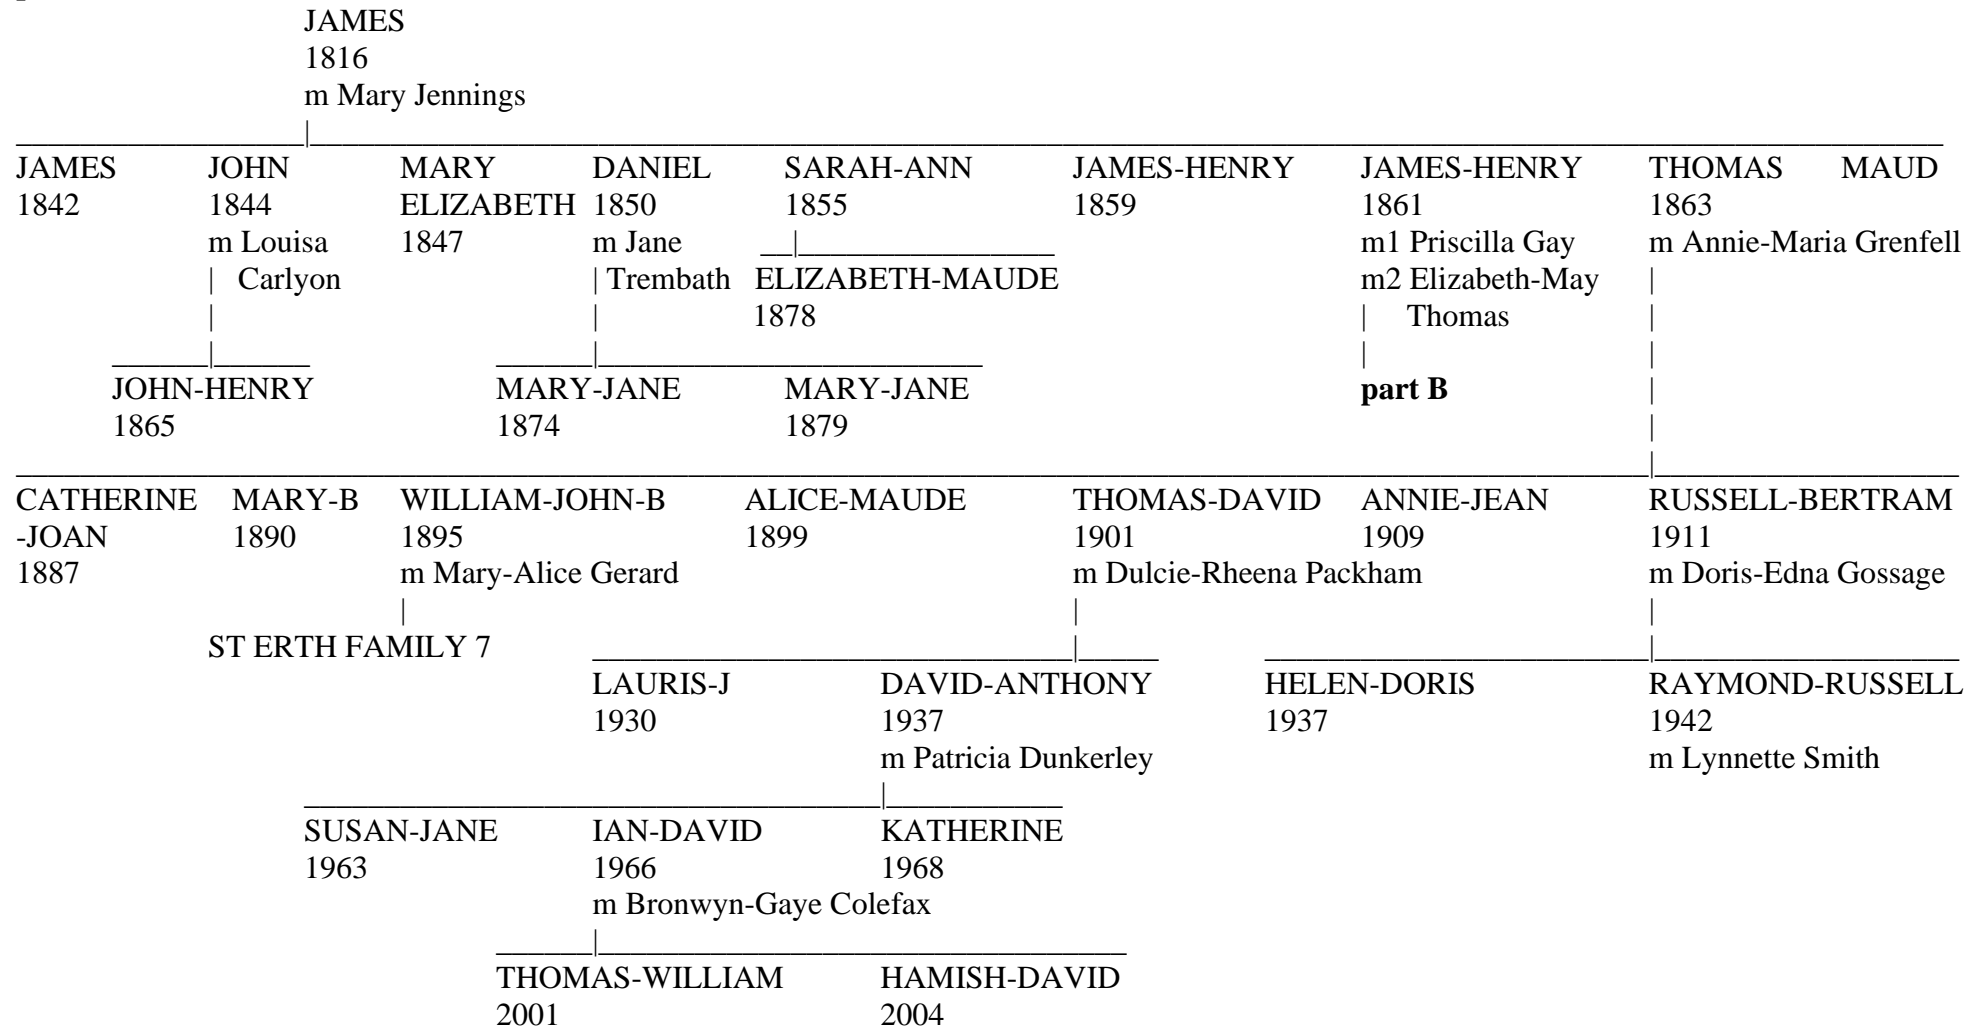 JAMES
1816
m Mary Jennings
JAMES JOHN MARY DANIEL SARAH-ANN JAMES-HENRY JAMES-HENRY THOMAS MAUD
1842 1844 ELIZABETH 1850 1855 1859 1861 1863
m Louisa 1847 m Jane m1 Priscilla Gay m Annie-Maria Grenfell
Carlyon Trembath ELIZABETH-MAUDE m2 Elizabeth-May
1878 Thomas
JOHN-HENRY MARY-JANE MARY-JANE part B
1865 1874 1879
CATHERINE MARY-B WILLIAM-JOHN-B ALICE-MAUDE THOMAS-DAVID ANNIE-JEAN RUSSELL-BERTRAM
-JOAN 1890 1895 1899 1901 1909 1911
1887 m Mary-Alice Gerard m Dulcie-Rheena Packham m Doris-Edna Gossage
ST ERTH FAMILY 7
LAURIS-J DAVID-ANTHONY HELEN-DORIS RAYMOND-RUSSELL
1930 1937 1937 1942
m Patricia Dunkerley m Lynnette Smith
SUSAN-JANE IAN-DAVID KATHERINE
1963 1966 1968
m Bronwyn-Gaye Colefax
THOMAS-WILLIAM HAMISH-DAVID
2001 2004